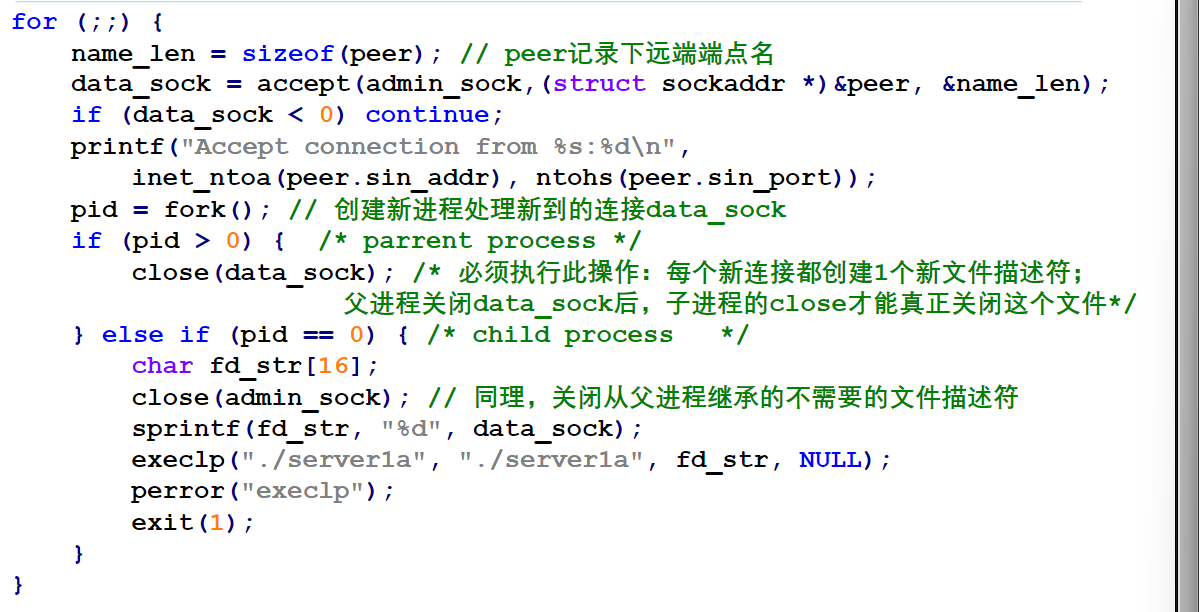 for (;;) {
    name_len = sizeof(peer); // peer记录下远端端点名
    data_sock = accept(admin_sock,(struct sockaddr *)&peer, &name_len);
    if (data_sock < 0) continue;
    printf("Accept connection from %s:%d\n",
        inet_ntoa(peer.sin_addr), ntohs(peer.sin_port));
    pid = fork(); // 创建新进程处理新到的连接data_sock
    if (pid > 0) {  /* parrent process */
        close(data_sock); /* 必须执行此操作：每个新连接都创建1个新文件描述符；
                      父进程关闭data_sock后，子进程的close才能真正关闭这个文件*/
    } else if (pid == 0) { /* child process   */
        char fd_str[16];
        close(admin_sock); // 同理，关闭从父进程继承的不需要的文件描述符
        sprintf(fd_str, "%d", data_sock);
        execlp("./server1a", "./server1a", fd_str, NULL);
        perror("execlp");
        exit(1);
    }
}